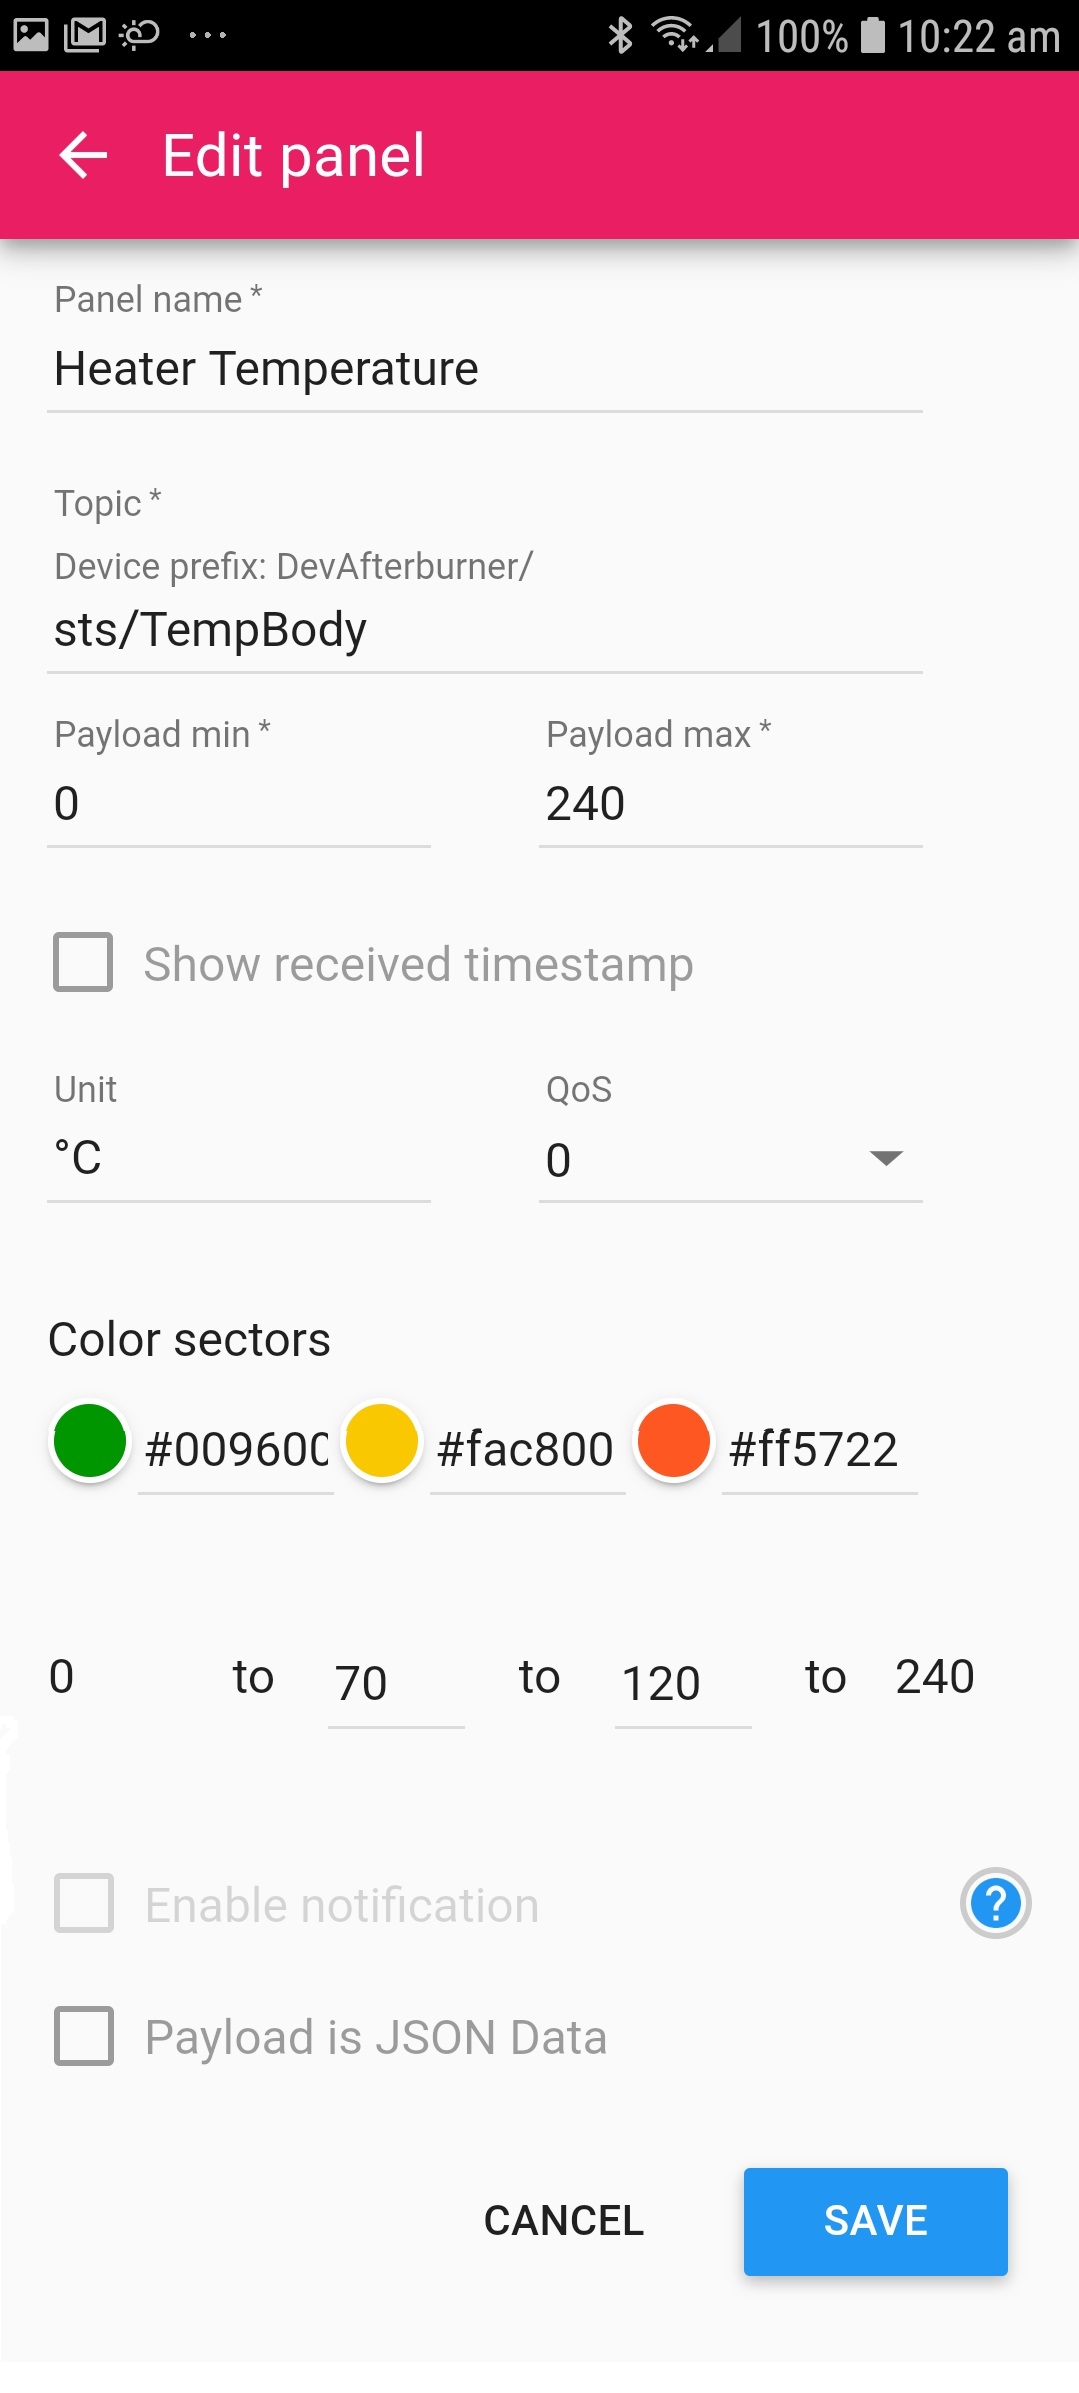 100% 10:22 am
Edit panel
Panel name *
Heater Temperature
Topic *
Device prefix: DevAfterburner/
sts/TempBody
Payload min * Payload max *
0 240
Show received timestamp
Unit QoS
°C 0
Color sectors
#009600 #fac800 #ff5722
0 to 70 to 120 to 240
Enable notification ?
Payload is JSON Data
CANCEL SAVE